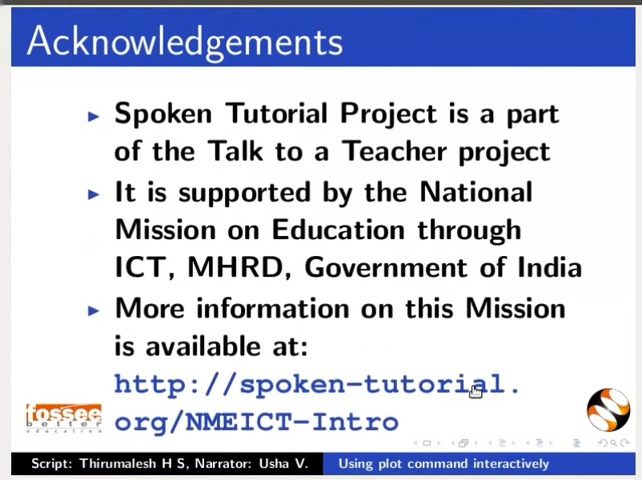 Acknowledgements
Spoken Tutorial Project is a part
of the Talk to a Teacher project
It is supported by the National
Mission on Education through
ICT, MHRD, Government of India
More information on this Mission
is available at:
http://spoken-tutorial.
org/NMEICT-Intro
fossee
better
education
Script: Thirumalesh H S, Narrator: Usha V.
Using plot command interactively